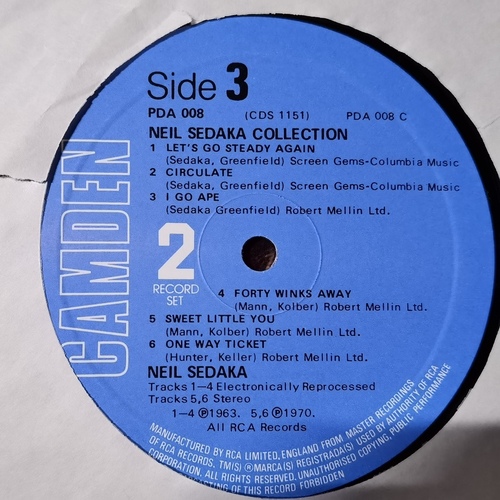 Side 3
PDA 008 (CDS 1151) PDA 008 C
NEIL SEDAKA COLLECTION
1 LET'S GO STEADY AGAIN
(Sedaka, Greenfield) Screen Gems-Columbia Music
2 CIRCULATE
(Sedaka, Greenfield) Screen Gems-Columbia Music
3 I GO APE
(Sedaka Greenfield) Robert Mellin Ltd.
CAMDEN
2
RECORD
SET
4 FORTY WINKS AWAY
(Mann, Kolber) Robert Mellin Ltd.
5 SWEET LITTLE YOU
(Mann, Kolber) Robert Mellin Ltd.
6 ONE WAY TICKET
(Hunter, Keller) Robert Mellin Ltd.
NEIL SEDAKA
Tracks 1–4 Electronically Reprocessed
Tracks 5,6 Stereo
1–4 ℗1963. 5,6 ℗1970.
All RCA Records
MANUFACTURED BY RCA LIMITED, ENGLAND FROM MASTER RECORDINGS
OF RCA RECORDS. TM(S) ® MARCA(S) REGISTRADA(S) USED BY AUTHORITY OF RCA
CORPORATION. ALL RIGHTS RESERVED. UNAUTHORISED COPYING, PUBLIC PERFORMANCE
ACTING OF THIS RECORD FORBIDDEN